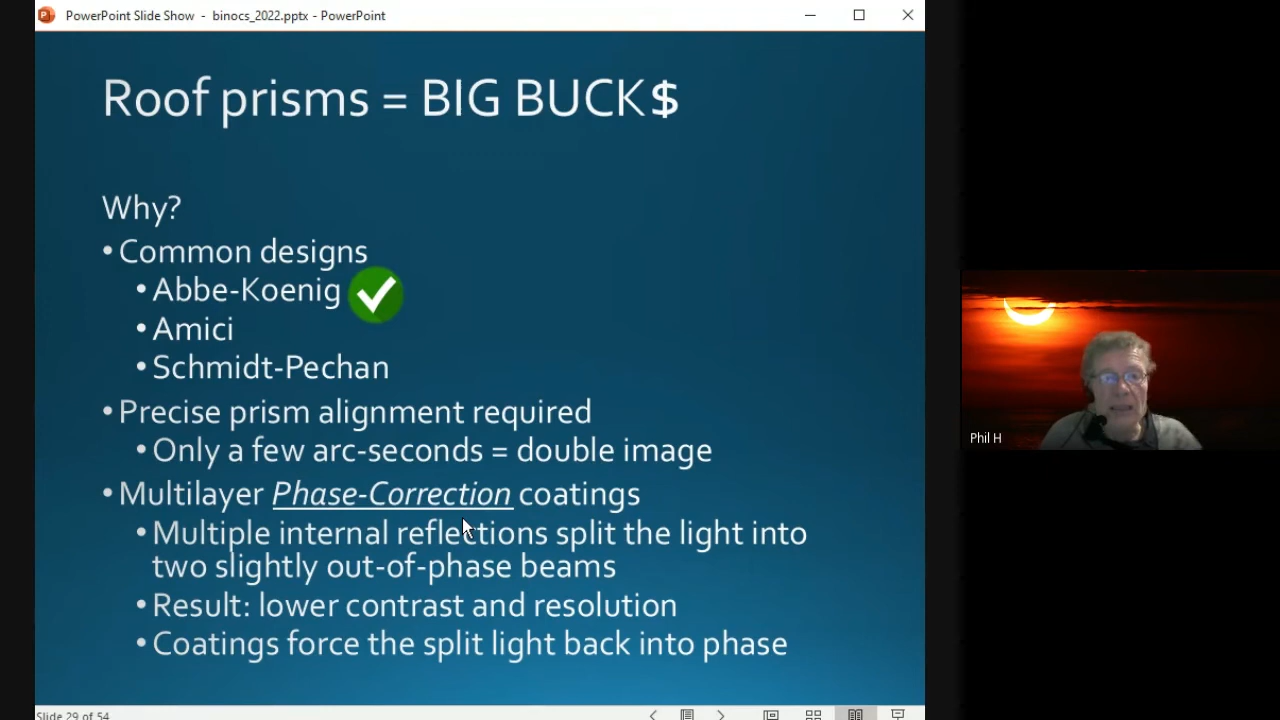 PowerPoint Slide Show - binocs_2022.pptx - PowerPoint
Roof prisms = BIG BUCK$
Why?
• Common designs
• Abbe-Koenig
• Amici
• Schmidt-Pechan
• Precise prism alignment required
• Only a few arc-seconds = double image
• Multilayer Phase-Correction coatings
• Multiple internal reflections split the light into
two slightly out-of-phase beams
• Result: lower contrast and resolution
• Coatings force the split light back into phase
Slide 29 of 54
Phil H